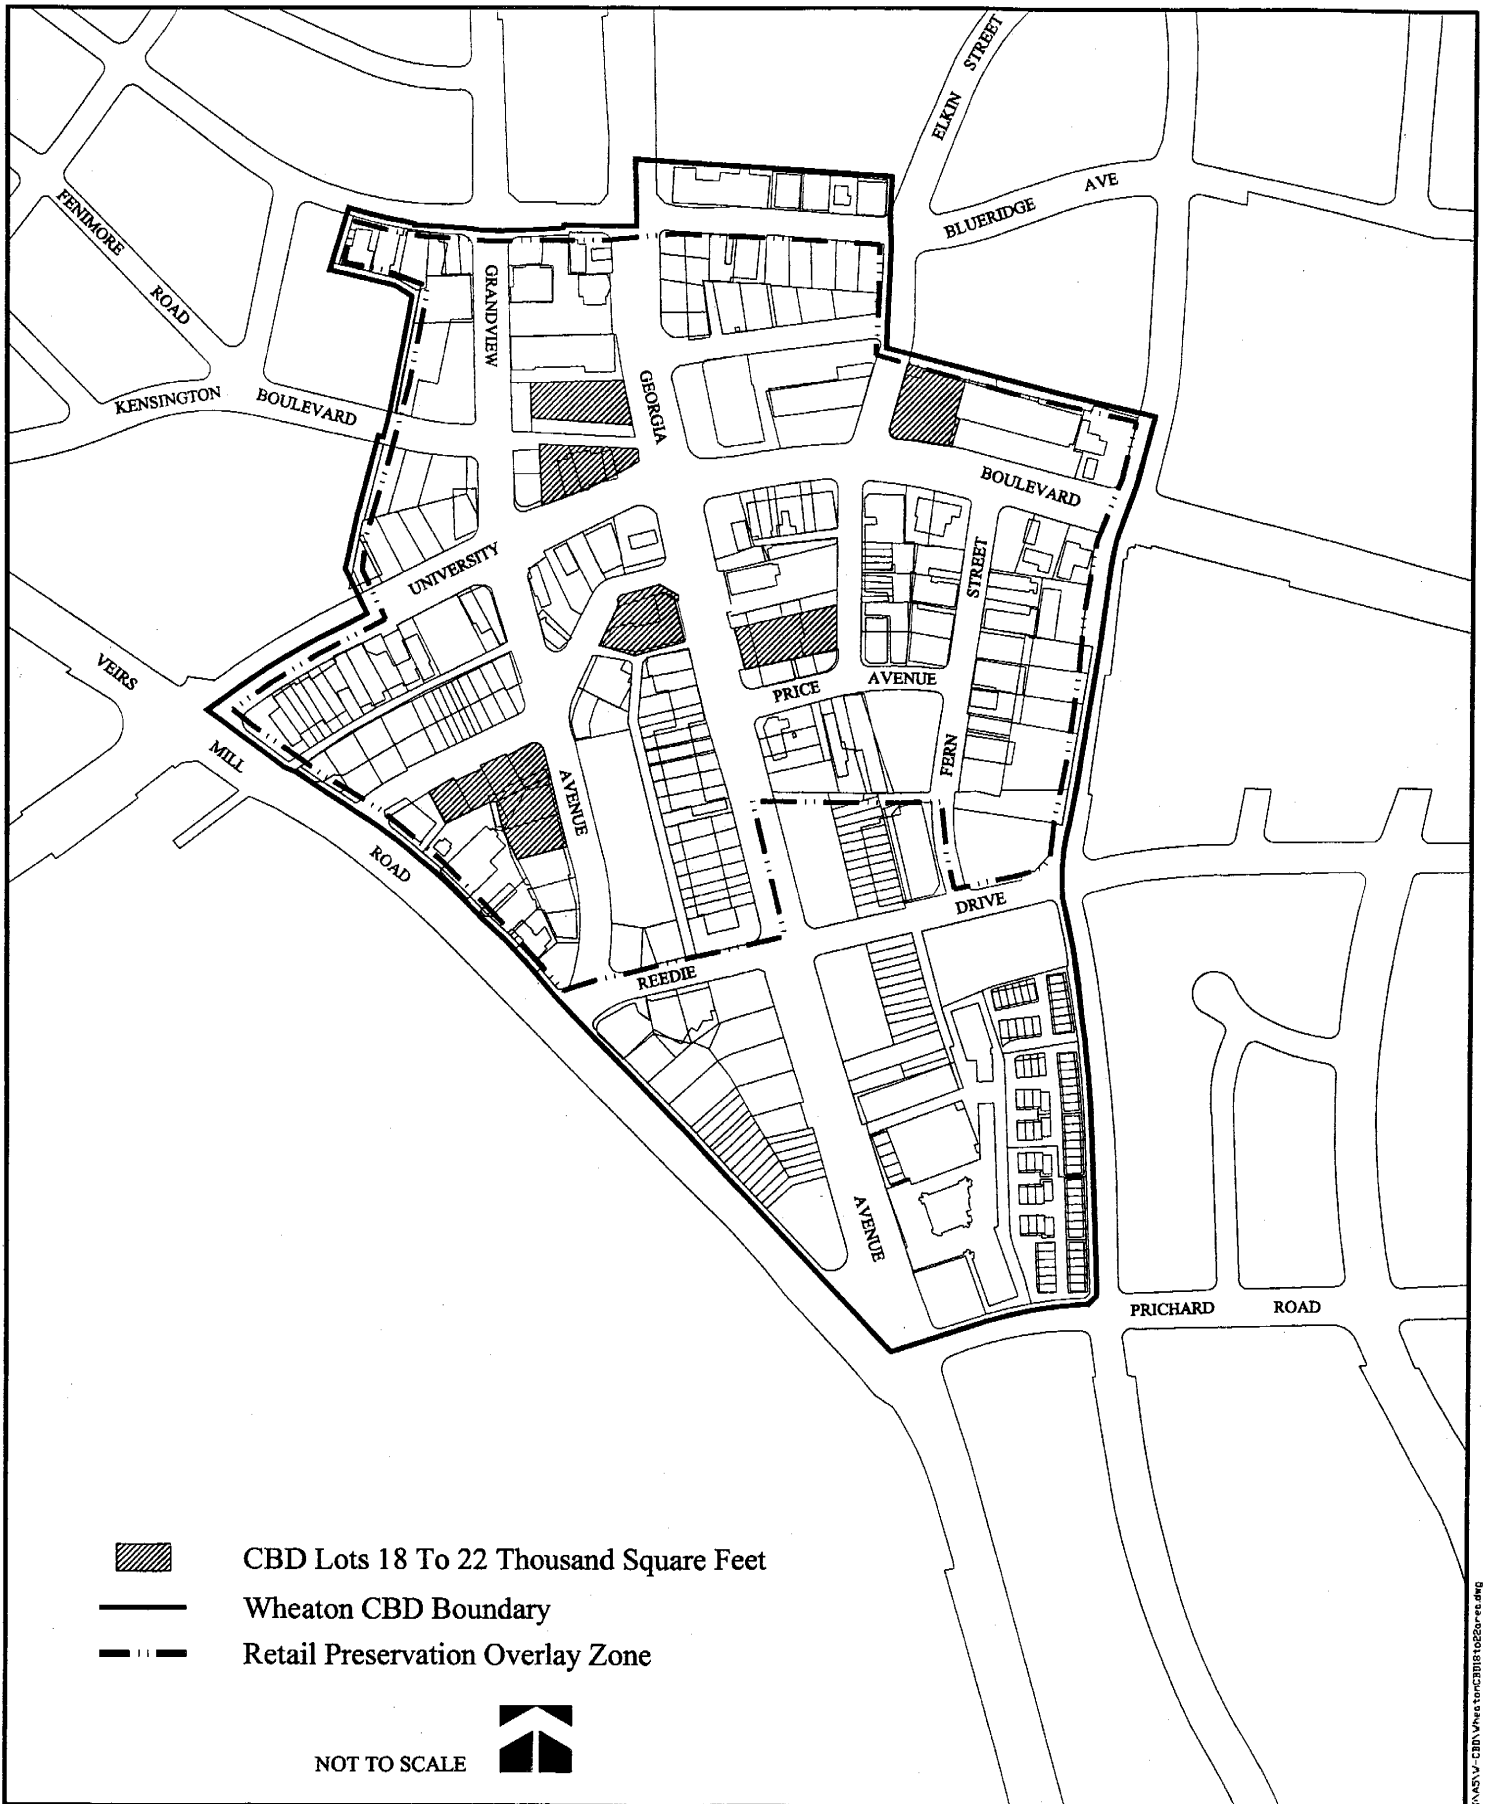 ELKIN STREET
BLUERIDGE AVE
FENIMORE ROAD
GRANDVIEW
KENSINGTON BOULEVARD
GEORGIA
BOULEVARD
UNIVERSITY
STREET
VEIRS
AVENUE
PRICE
MILL
FERN
AVENUE
ROAD
DRIVE
REEDIE
AVENUE
PRICHARD ROAD
CBD Lots 18 To 22 Thousand Square Feet
Wheaton CBD Boundary
Retail Preservation Overlay Zone
NOT TO SCALE